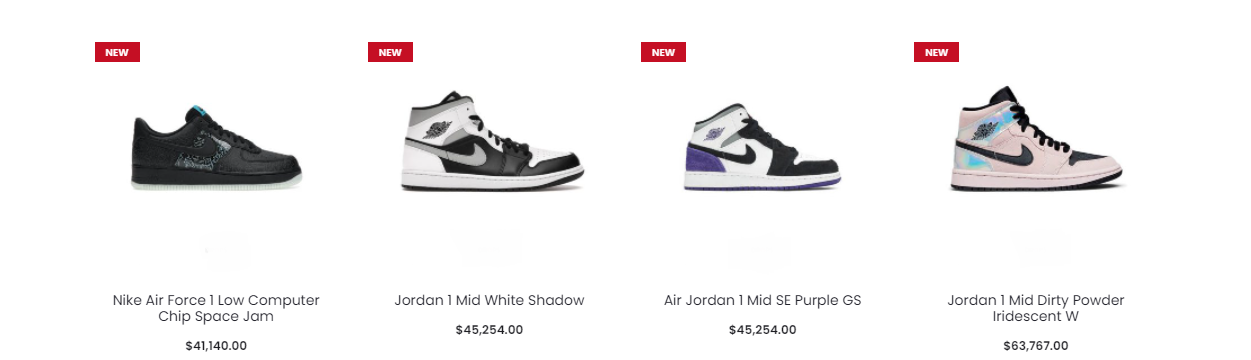 NEW
NEW
NEW
NEW
Nike Air Force 1 Low Computer
Chip Space Jam
$41,140.00
Jordan 1 Mid White Shadow
$45,254.00
Air Jordan 1 Mid SE Purple GS
$45,254.00
Jordan 1 Mid Dirty Powder
Iridescent W
$63,767.00